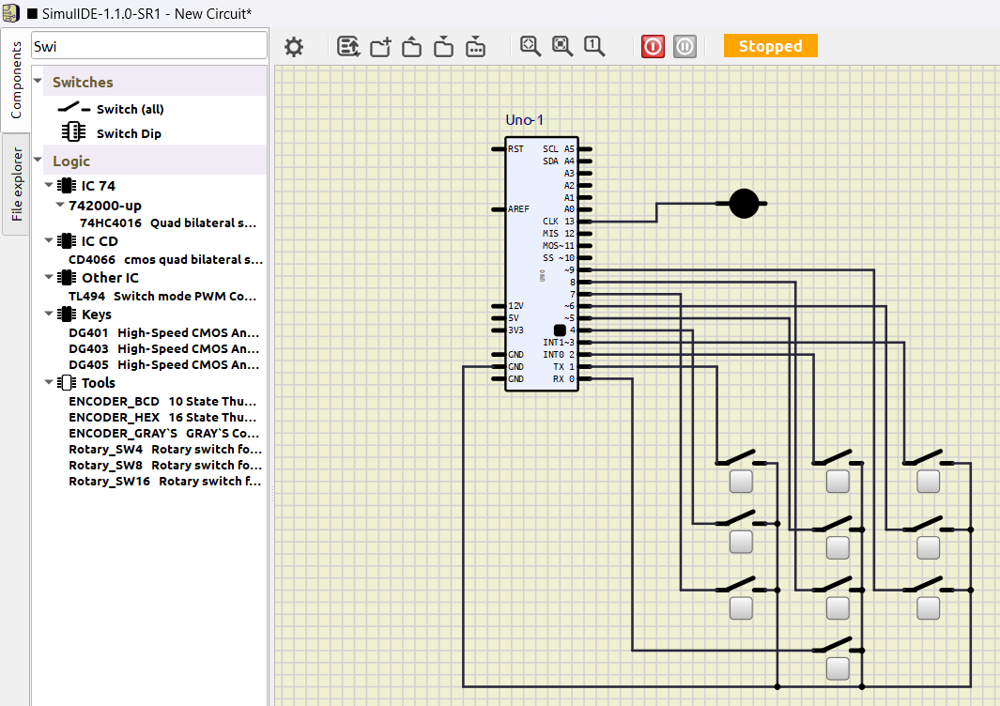 SimulIDE-1.1.0-SR1 - New Circuit*
Components
File explorer
Swi
Switches
Switch (all)
Switch Dip
Logic
IC 74
742000-up
74HC4016 Quad bilateral s...
IC CD
CD4066 cmos quad bilateral s...
Other IC
TL494 Switch mode PWM Co...
Keys
DG401 High-Speed CMOS An...
DG403 High-Speed CMOS An...
DG405 High-Speed CMOS An...
Tools
ENCODER_BCD 10 State Thu...
ENCODER_HEX 16 State Thu...
ENCODER_GRAY`S GRAY`S Co...
Rotary_SW4 Rotary switch fo...
Rotary_SW8 Rotary switch fo...
Rotary_SW16 Rotary switch f...
1
Stopped
Uno-1
RST SCL A5
SDA A4
A3
A2
A1
AREF A0
CLK 13
MIS 12
MOS~11
SS ~10
~9
UNO
8
7
12V ~6
5V ~5
3V3 4
INT1~3
GND INT0 2
GND TX 1
GND RX 0